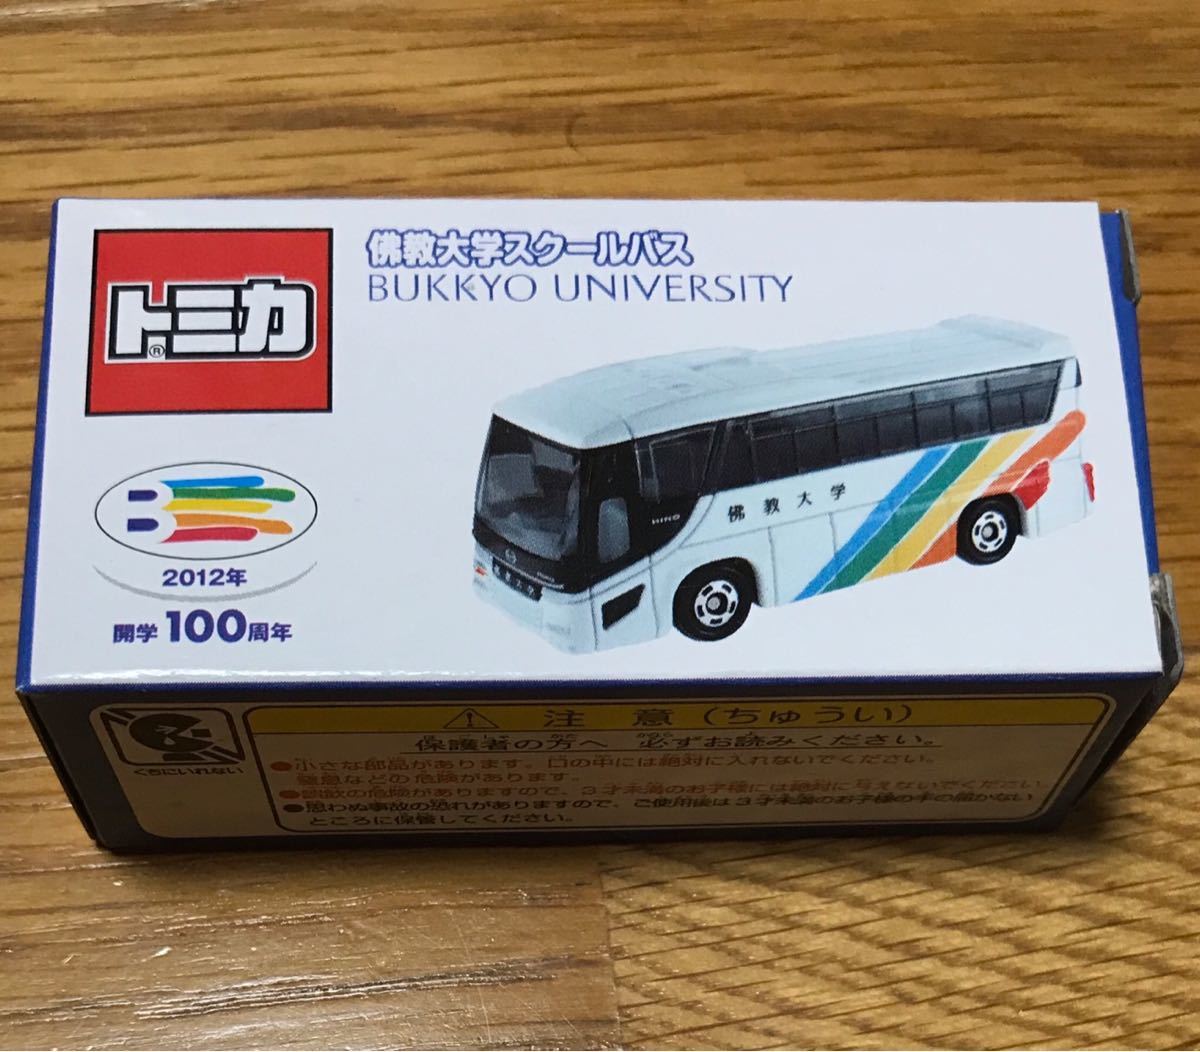 トミカ®
佛教大学スクールバス
BUKKYO UNIVERSITY
B
2012年
開学100周年
HINO
佛教大学
くちにいれない
⚠ 注意(ちゅうい)
保護者の方へ 必ずお読みください。
●小さな部品があります。口の中には絶対に入れないでください。
窒息などの危険があります。
●誤飲の危険がありますので、3才未満のお子様には絶対に与えないでください
●思わぬ事故の恐れがありますので、ご使用後は3才未満のお子様の手の届かない
ところに保管してください。